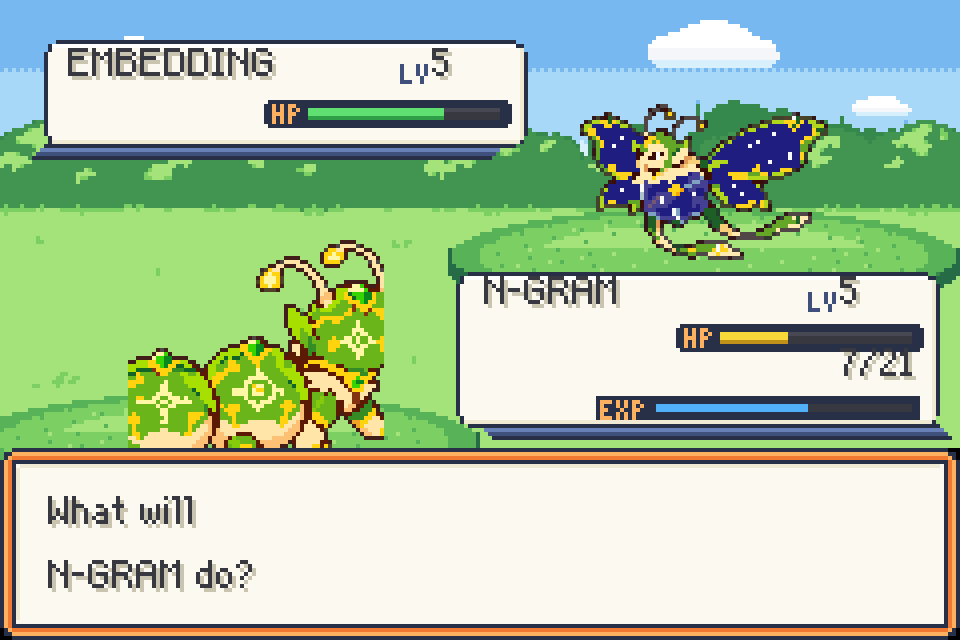 EMBEDDING Lv5
HP
N-GRAM Lv5
HP
7/21
EXP
What will
N-GRAM do?